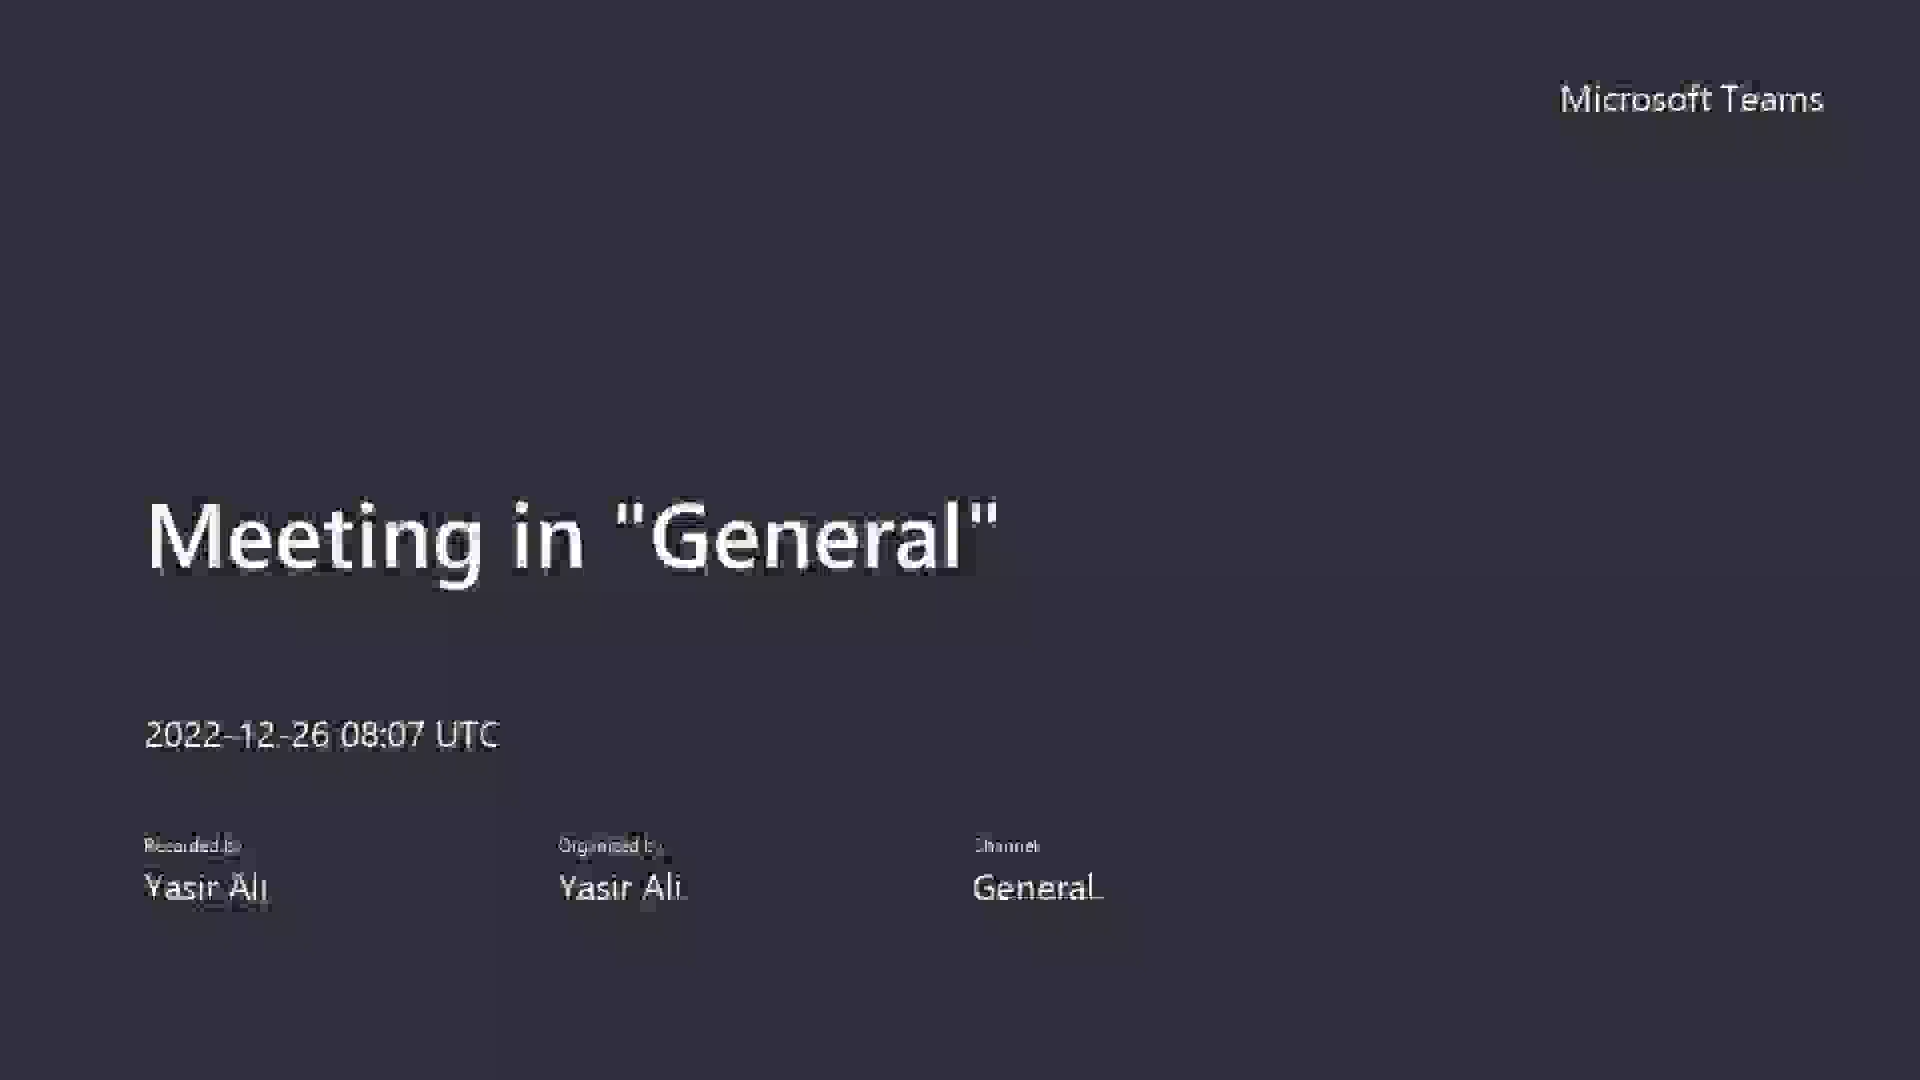 Microsoft Teams
Meeting in "General"
2022-12-26 08:07 UTC
Recorded by
Organized by
Channel
Yasir Ali
Yasir Ali
General